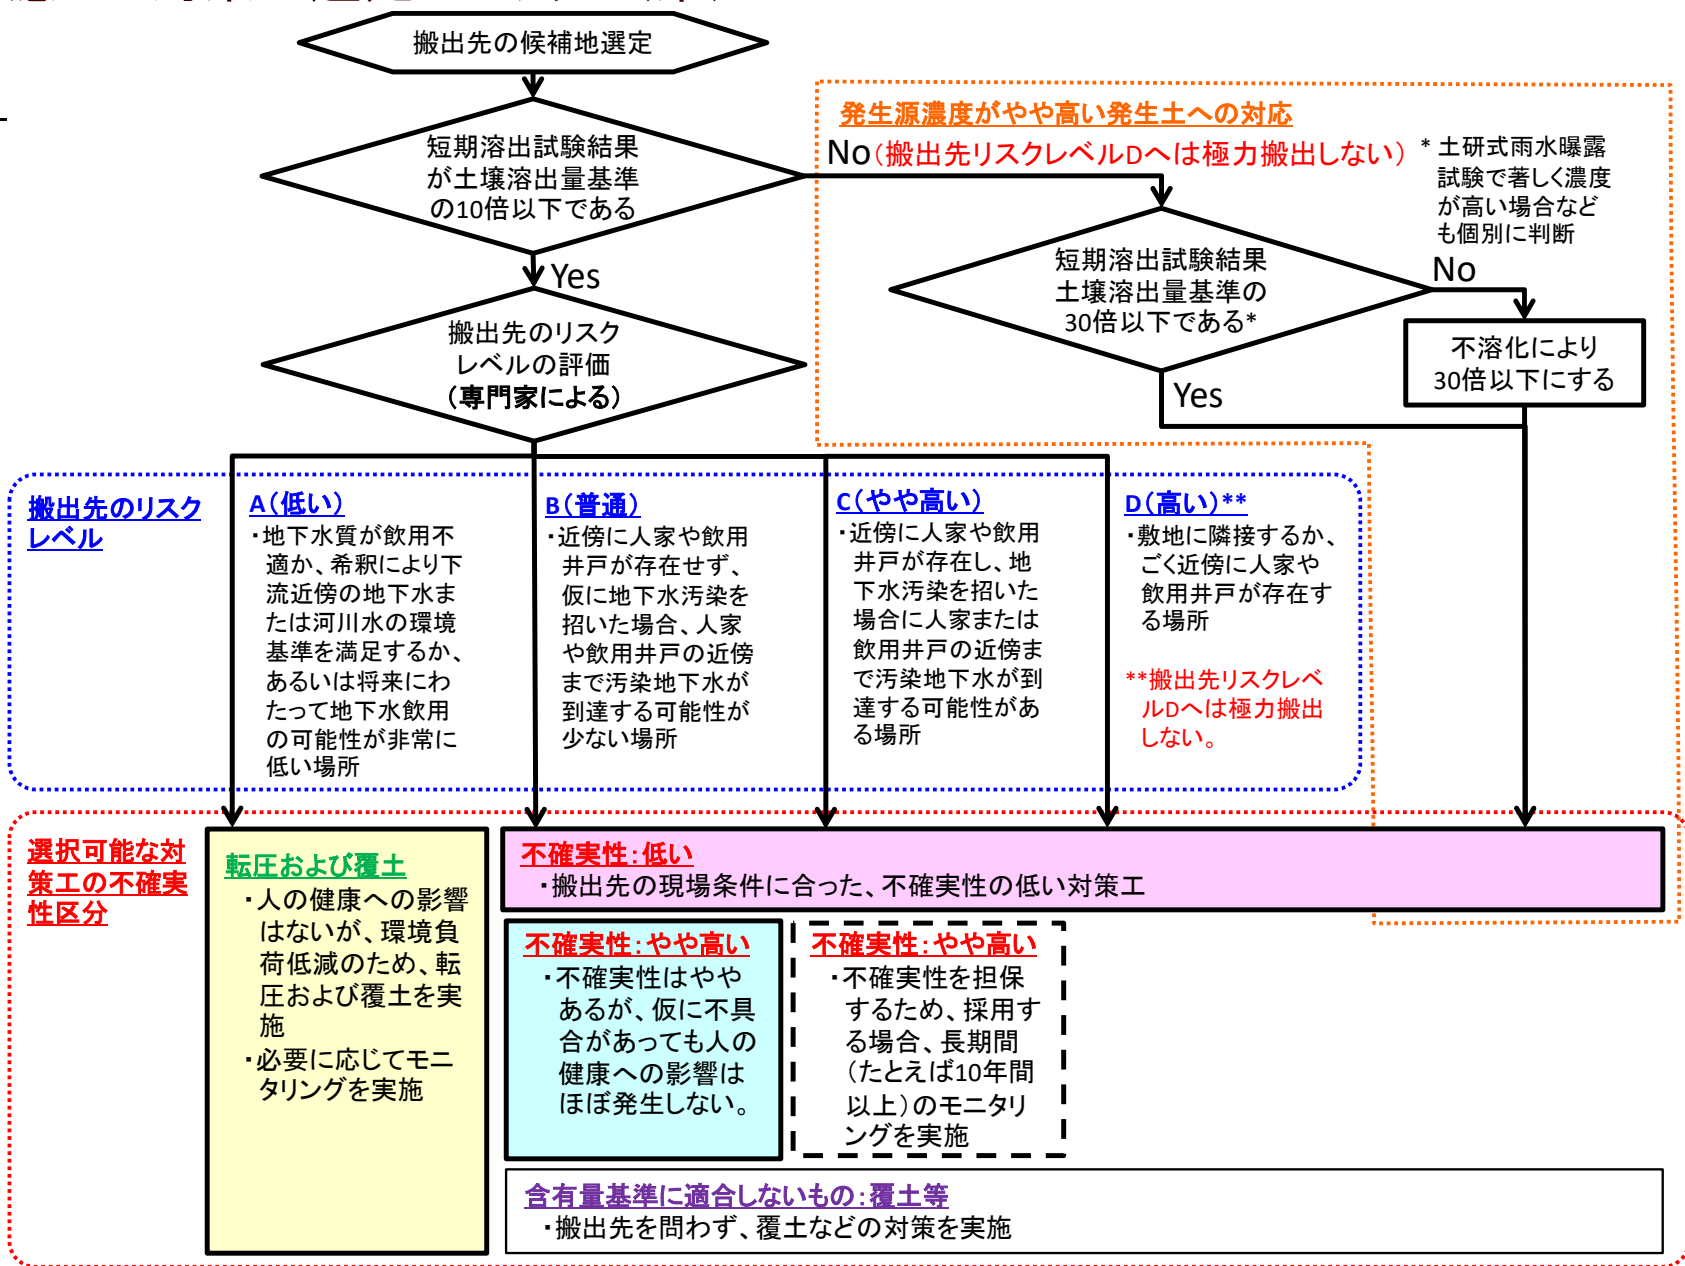 搬出先の候補地選定
短期溶出試験結果
が土壌溶出量基準
の10倍以下である
Yes
搬出先のリスク
レベルの評価
(専門家による)
発生源濃度がやや高い発生土への対応
No(搬出先リスクレベルDへは極力搬出しない)
* 土研式雨水曝露
試験で著しく濃度
が高い場合など
も個別に判断
短期溶出試験結果
土壌溶出量基準の
30倍以下である*
No
Yes
不溶化により
30倍以下にする
搬出先のリスク
レベル
A(低い)
・地下水質が飲用不
適か、希釈により下
流近傍の地下水ま
たは河川水の環境
基準を満足するか、
あるいは将来にわ
たって地下水飲用
の可能性が非常に
低い場所
B(普通)
・近傍に人家や飲用
井戸が存在せず、
仮に地下水汚染を
招いた場合、人家
や飲用井戸の近傍
まで汚染地下水が
到達する可能性が
少ない場所
C(やや高い)
・近傍に人家や飲用
井戸が存在し、地
下水汚染を招いた
場合に人家または
飲用井戸の近傍ま
で汚染地下水が到
達する可能性があ
る場所
D(高い)**
・敷地に隣接するか、
ごく近傍に人家や
飲用井戸が存在す
る場所
**搬出先リスクレベ
ルDへは極力搬出
しない。
選択可能な対
策工の不確実
性区分
転圧および覆土
・人の健康への影響
はないが、環境負
荷低減のため、転
圧および覆土を実
施
・必要に応じてモニ
タリングを実施
不確実性:低い
・搬出先の現場条件に合った、不確実性の低い対策工
不確実性:やや高い
・不確実性はやや
あるが、仮に不具
合があっても人の
健康への影響は
ほぼ発生しない。
不確実性:やや高い
・不確実性を担保
するため、採用す
る場合、長期間
(たとえば10年間
以上)のモニタリ
ングを実施
含有量基準に適合しないもの:覆土等
・搬出先を問わず、覆土などの対策を実施